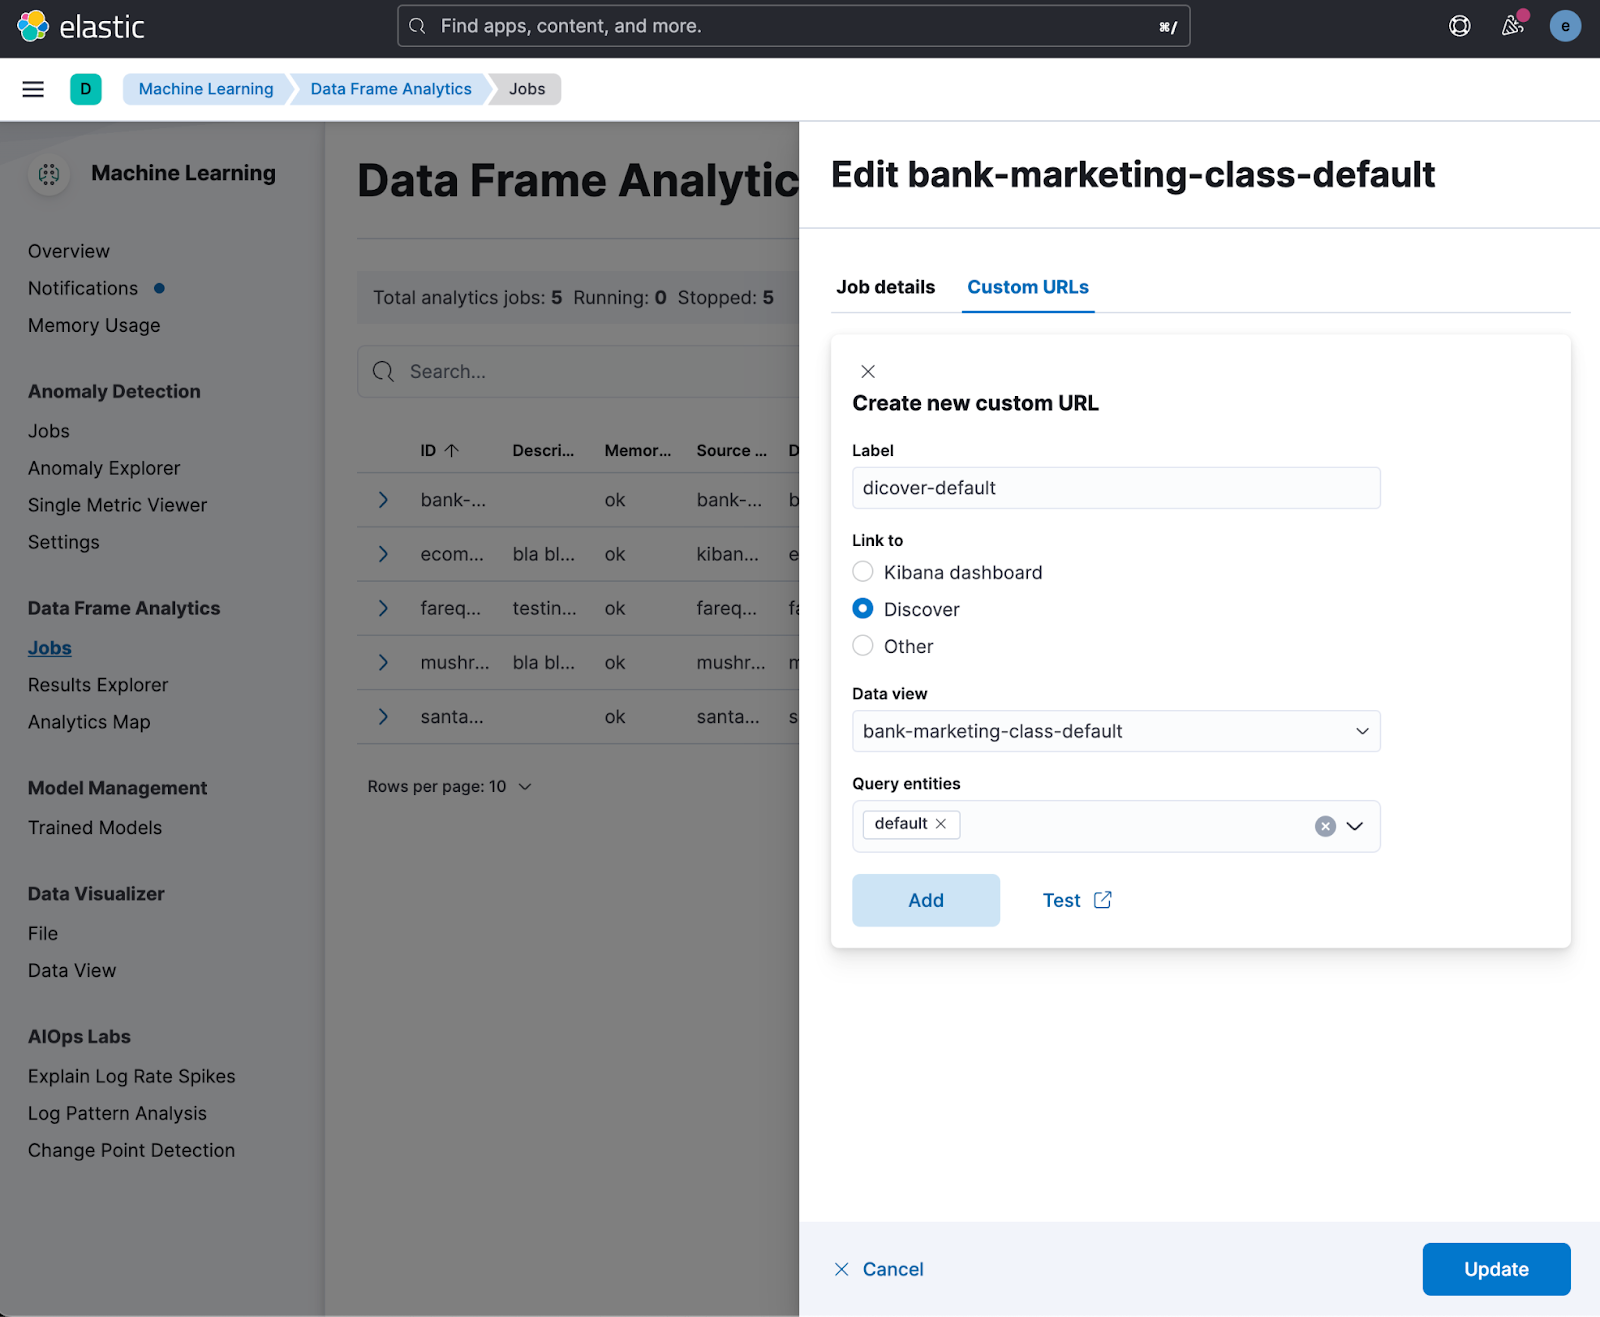 elastic
Find apps, content, and more.
⌘/
e
D
Machine Learning
Data Frame Analytics
Jobs
Machine Learning
Overview
Notifications
Memory Usage
Anomaly Detection
Jobs
Anomaly Explorer
Single Metric Viewer
Settings
Data Frame Analytics
Jobs
Results Explorer
Analytics Map
Model Management
Trained Models
Data Visualizer
File
Data View
AIOps Labs
Explain Log Rate Spikes
Log Pattern Analysis
Change Point Detection
Data Frame Analytic
Total analytics jobs: 5 Running: 0 Stopped: 5
Search...
ID Descri... Memor... Source ... D
bank-... ok bank-... b
ecom... bla bl... ok kiban... e
fareq... testin... ok fareq... fa
mushr... bla bl... ok mushr... m
santa... ok santa... s
Rows per page: 10
Edit bank-marketing-class-default
Job details Custom URLs
Create new custom URL
Label
dicover-default
Link to
Kibana dashboard
Discover
Other
Data view
bank-marketing-class-default
Query entities
default
Add Test
Cancel
Update